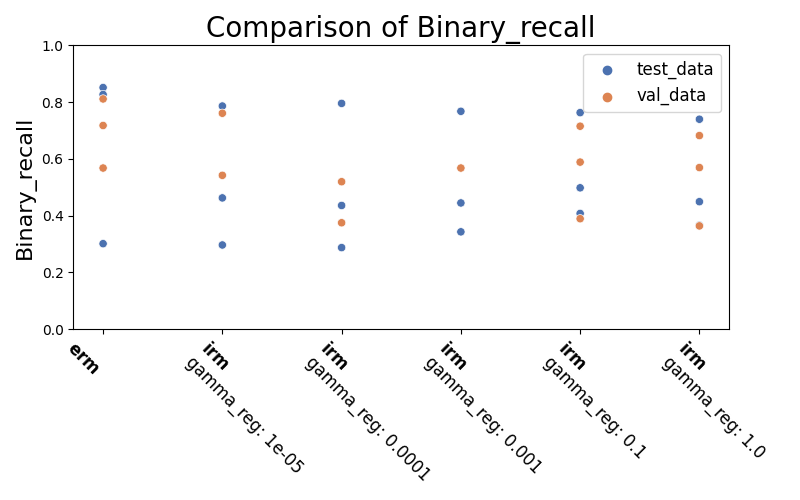 Comparison of Binary_recall
test_data
val_data
Binary_recall
1.0
0.8
0.6
0.4
0.2
0.0
erm
irm
gamma_reg: 1e-05
irm
gamma_reg: 0.0001
irm
gamma_reg: 0.001
irm
gamma_reg: 0.1
irm
gamma_reg: 1.0